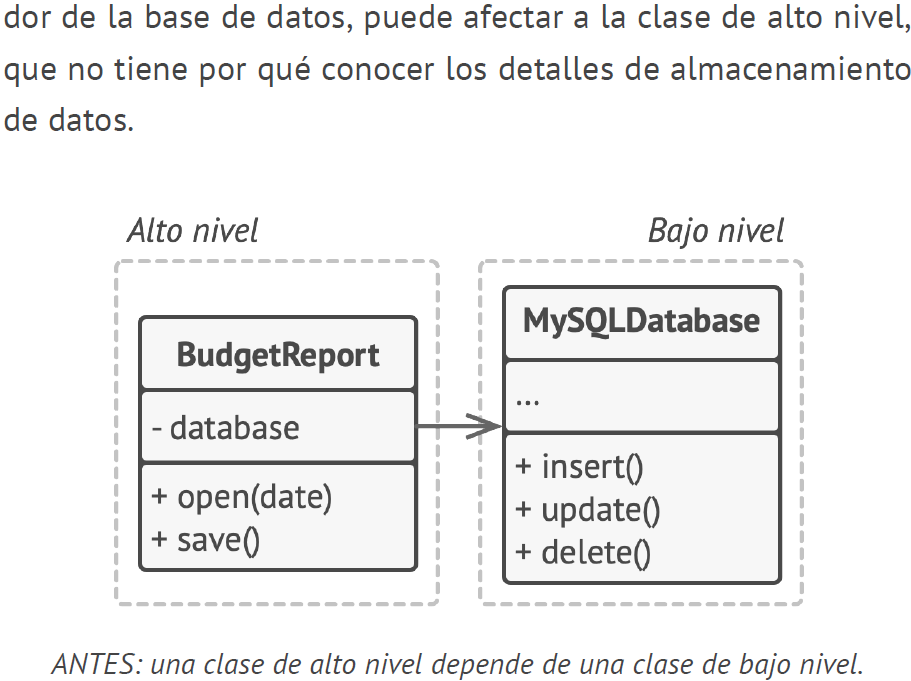 dor de la base de datos, puede afectar a la clase de alto nivel,
que no tiene por qué conocer los detalles de almacenamiento
de datos.
Alto nivel
Bajo nivel
BudgetReport
- database
+ open(date)
+ save()
MySQLDatabase
...
+ insert()
+ update()
+ delete()
ANTES: una clase de alto nivel depende de una clase de bajo nivel.